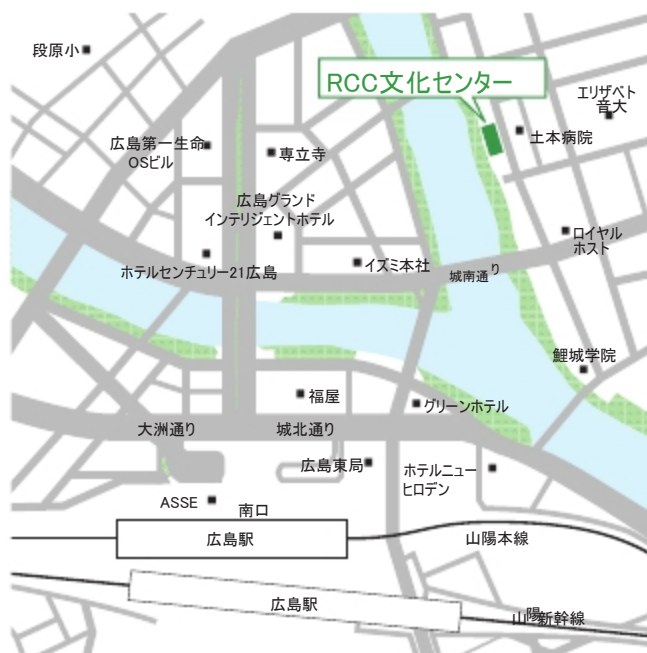 段原小
RCC文化センター
エリザベト
音大
土本病院
広島第一生命
OSビル
専立寺
広島グランド
インテリジェントホテル
ロイヤル
ホスト
ホテルセンチュリー21広島
イズミ本社
城南通り
鯉城学院
福屋
グリーンホテル
大洲通り
城北通り
広島東局
ホテルニュー
ヒロデン
ASSE
南口
広島駅
山陽本線
広島駅
山陽新幹線